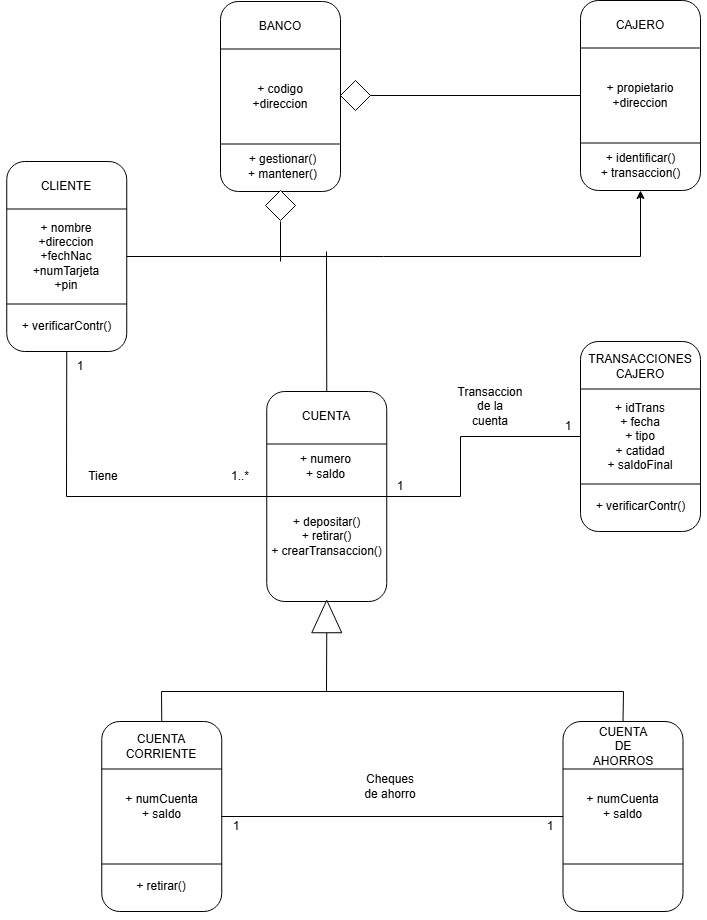 BANCO
+ codigo
+direccion
+ gestionar()
+ mantener()
CAJERO
+ propietario
+direccion
+ identificar()
+ transaccion()
CLIENTE
+ nombre
+direccion
+fechNac
+numTarjeta
+pin
+ verificarContr()
1
Tiene
1..*
CUENTA
+ numero
+ saldo
+ depositar()
+ retirar()
+ crearTransaccion()
Transaccion
de la
cuenta
1
1
TRANSACCIONES
CAJERO
+ idTrans
+ fecha
+ tipo
+ catidad
+ saldoFinal
+ verificarContr()
CUENTA
CORRIENTE
+ numCuenta
+ saldo
+ retirar()
Cheques
de ahorro
1
1
CUENTA
DE
AHORROS
+ numCuenta
+ saldo